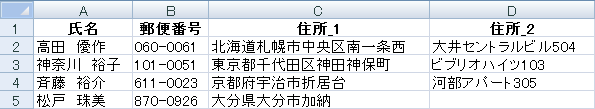 A B C D
1 氏名 郵便番号 住所_1 住所_2
2 高田　優作 060-0061 北海道札幌市中央区南一条西 大井セントラルビル504
3 神奈川　裕子 101-0051 東京都千代田区神田神保町 ビブリオハイツ103
4 斉藤　裕介 611-0023 京都府宇治市折居台 河部アパート305
5 松戸　珠美 870-0926 大分県大分市加納